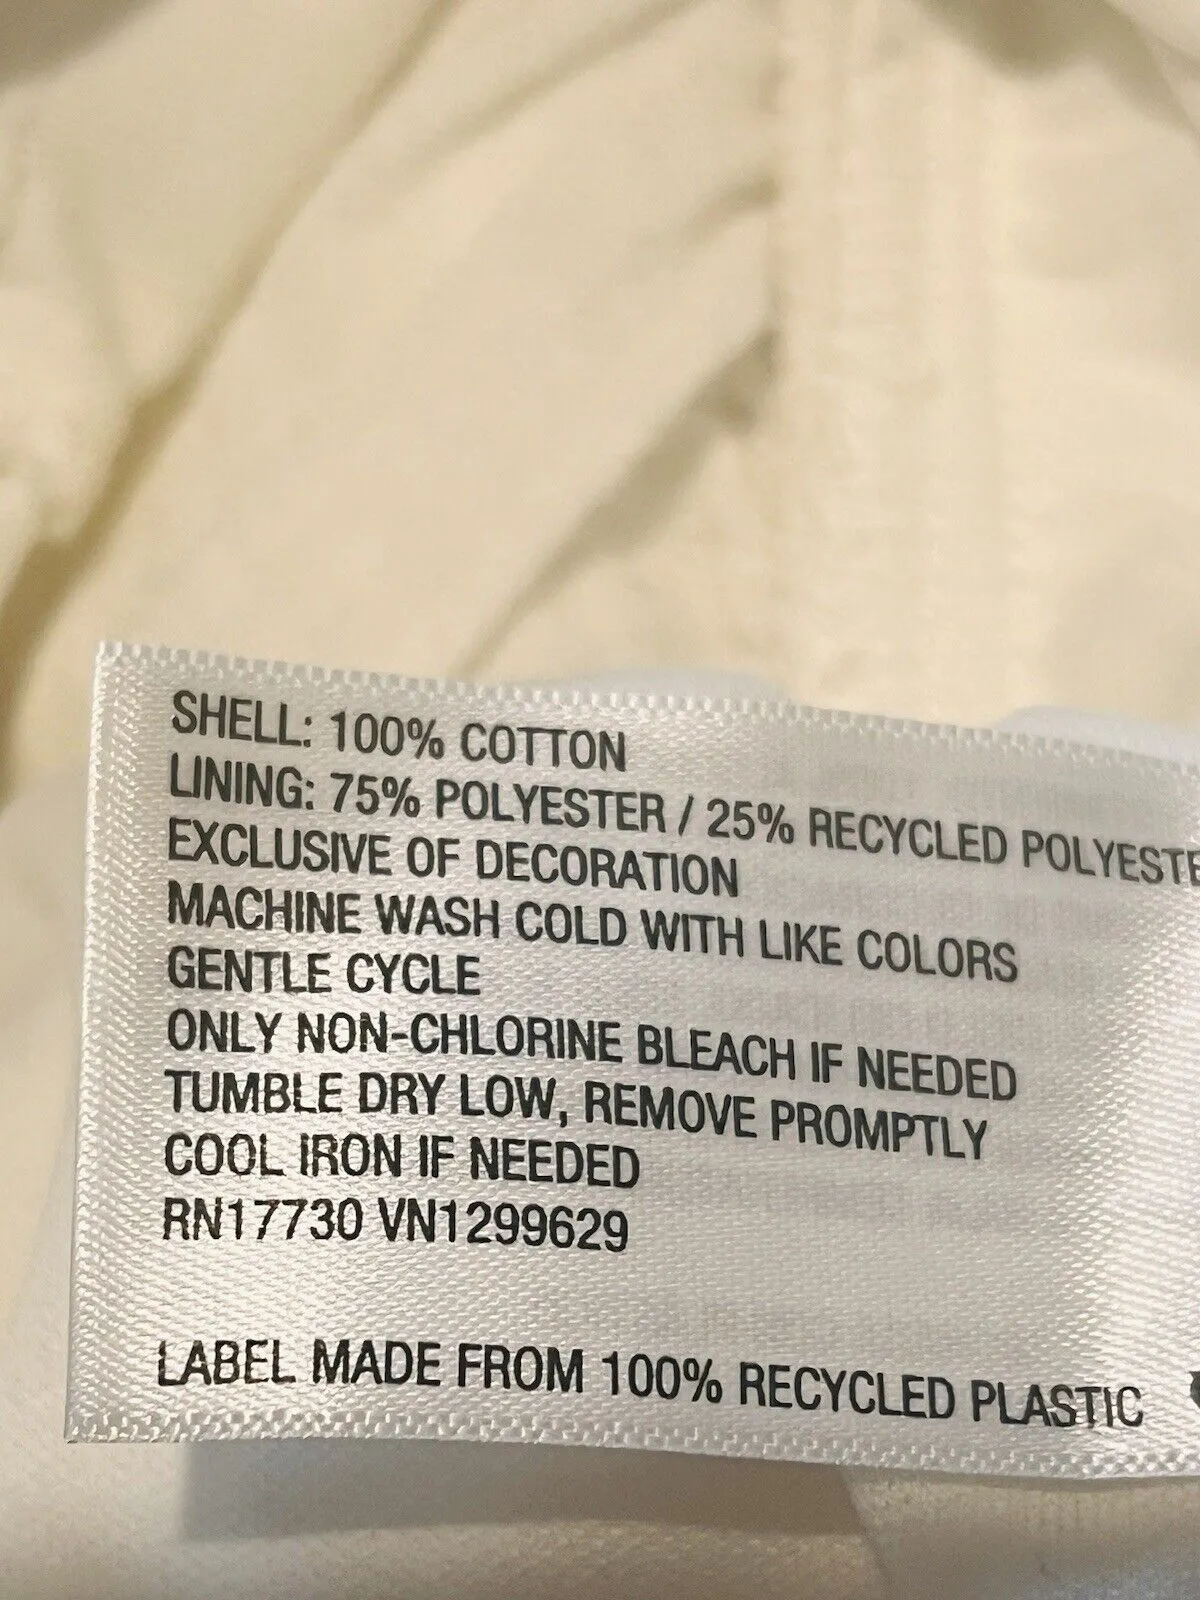 SHELL: 100% COTTON
LINING: 75% POLYESTER / 25% RECYCLED POLYESTE
EXCLUSIVE OF DECORATION
MACHINE WASH COLD WITH LIKE COLORS
GENTLE CYCLE
ONLY NON-CHLORINE BLEACH IF NEEDED
TUMBLE DRY LOW, REMOVE PROMPTLY
COOL IRON IF NEEDED
RN17730 VN1299629
LABEL MADE FROM 100% RECYCLED PLASTIC